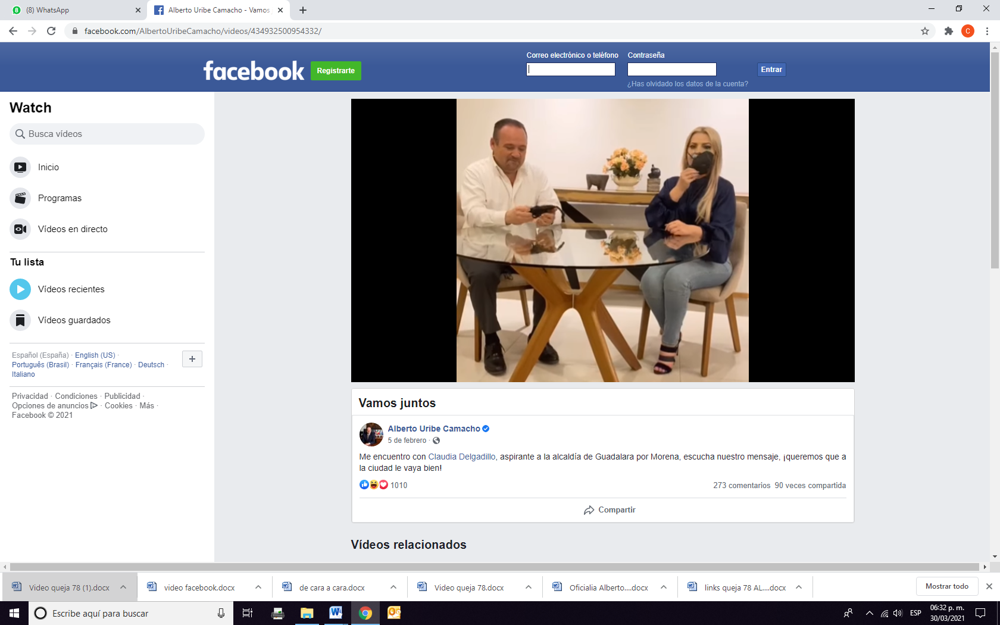 (8) WhatsApp
Alberto Uribe Camacho - Vamos
facebook.com/AlbertoUribeCamacho/videos/434932500954332/
C
facebook
Registrarte
Correo electrónico o teléfono
Contraseña
Entrar
¿Has olvidado los datos de la cuenta?
Watch
Busca vídeos
Inicio
Programas
Vídeos en directo
Tu lista
Vídeos recientes
Vídeos guardados
Español (España) · English (US) ·
Português (Brasil) · Français (France) · Deutsch ·
Italiano
Privacidad · Condiciones · Publicidad ·
Opciones de anuncios · Cookies · Más ·
Facebook © 2021
Vamos juntos
Alberto Uribe Camacho
5 de febrero ·
Me encuentro con Claudia Delgadillo, aspirante a la alcaldía de Guadalara por Morena, escucha nuestro mensaje, ¡queremos que a
la ciudad le vaya bien!
1010
273 comentarios 90 veces compartida
Compartir
Vídeos relacionados
Video queja 78 (1).docx
video facebook.docx
de cara a cara.docx
Video queja 78.docx
Oficialia Alberto....docx
links queja 78 AL....docx
Mostrar todo
Escribe aquí para buscar
ESP
06:32 p. m.
30/03/2021